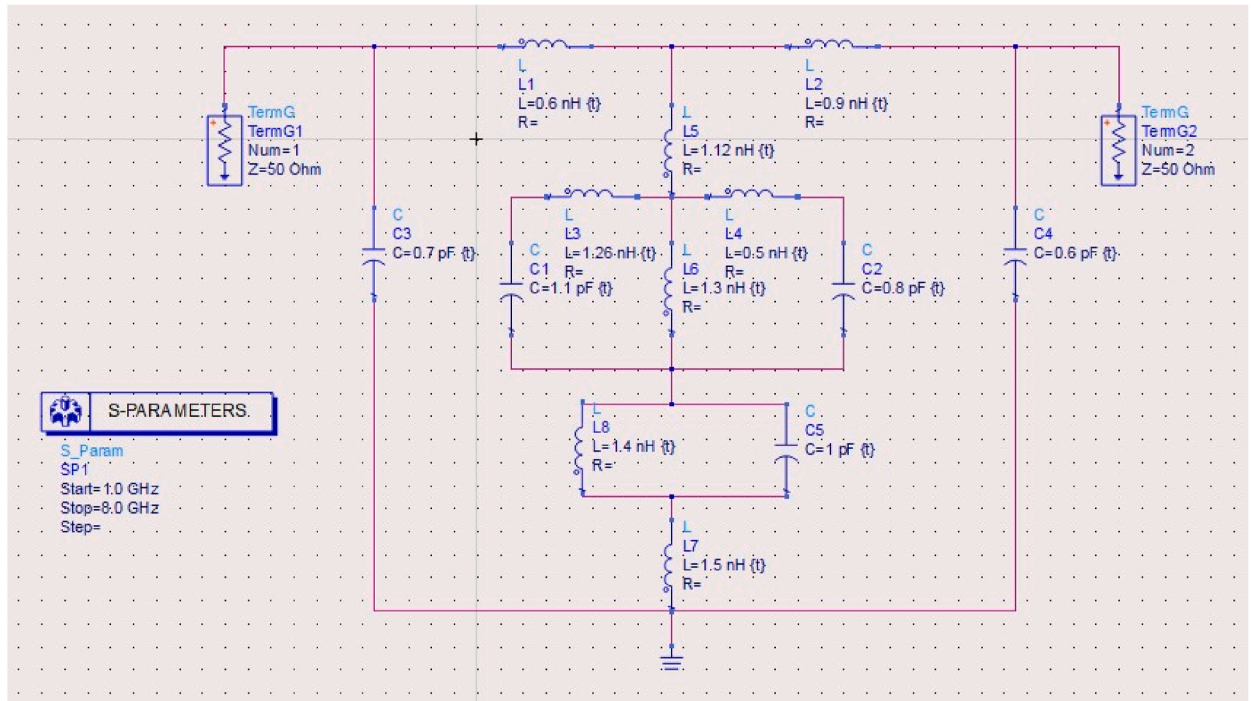 L
L1
L=0.6 nH {t}
R=
L
L2
L=0.9 nH {t}
R=
TermG
TermG1
Num=1
Z=50 Ohm
L
L5
L=1.12 nH {t}
R=
TermG
TermG2
Num=2
Z=50 Ohm
C
C3
C=0.7 pF {t}
L
L3
L=1.26 nH {t}
R=
L
L4
L=0.5 nH {t}
R=
C
C4
C=0.6 pF {t}
C
C1
C=1.1 pF {t}
L
L6
L=1.3 nH {t}
R=
C
C2
C=0.8 pF {t}
S-PARAMETERS
S_Param
SP1
Start=1.0 GHz
Stop=8.0 GHz
Step=
L
L8
L=1.4 nH {t}
R=
C
C5
C=1 pF {t}
L
L7
L=1.5 nH {t}
R=